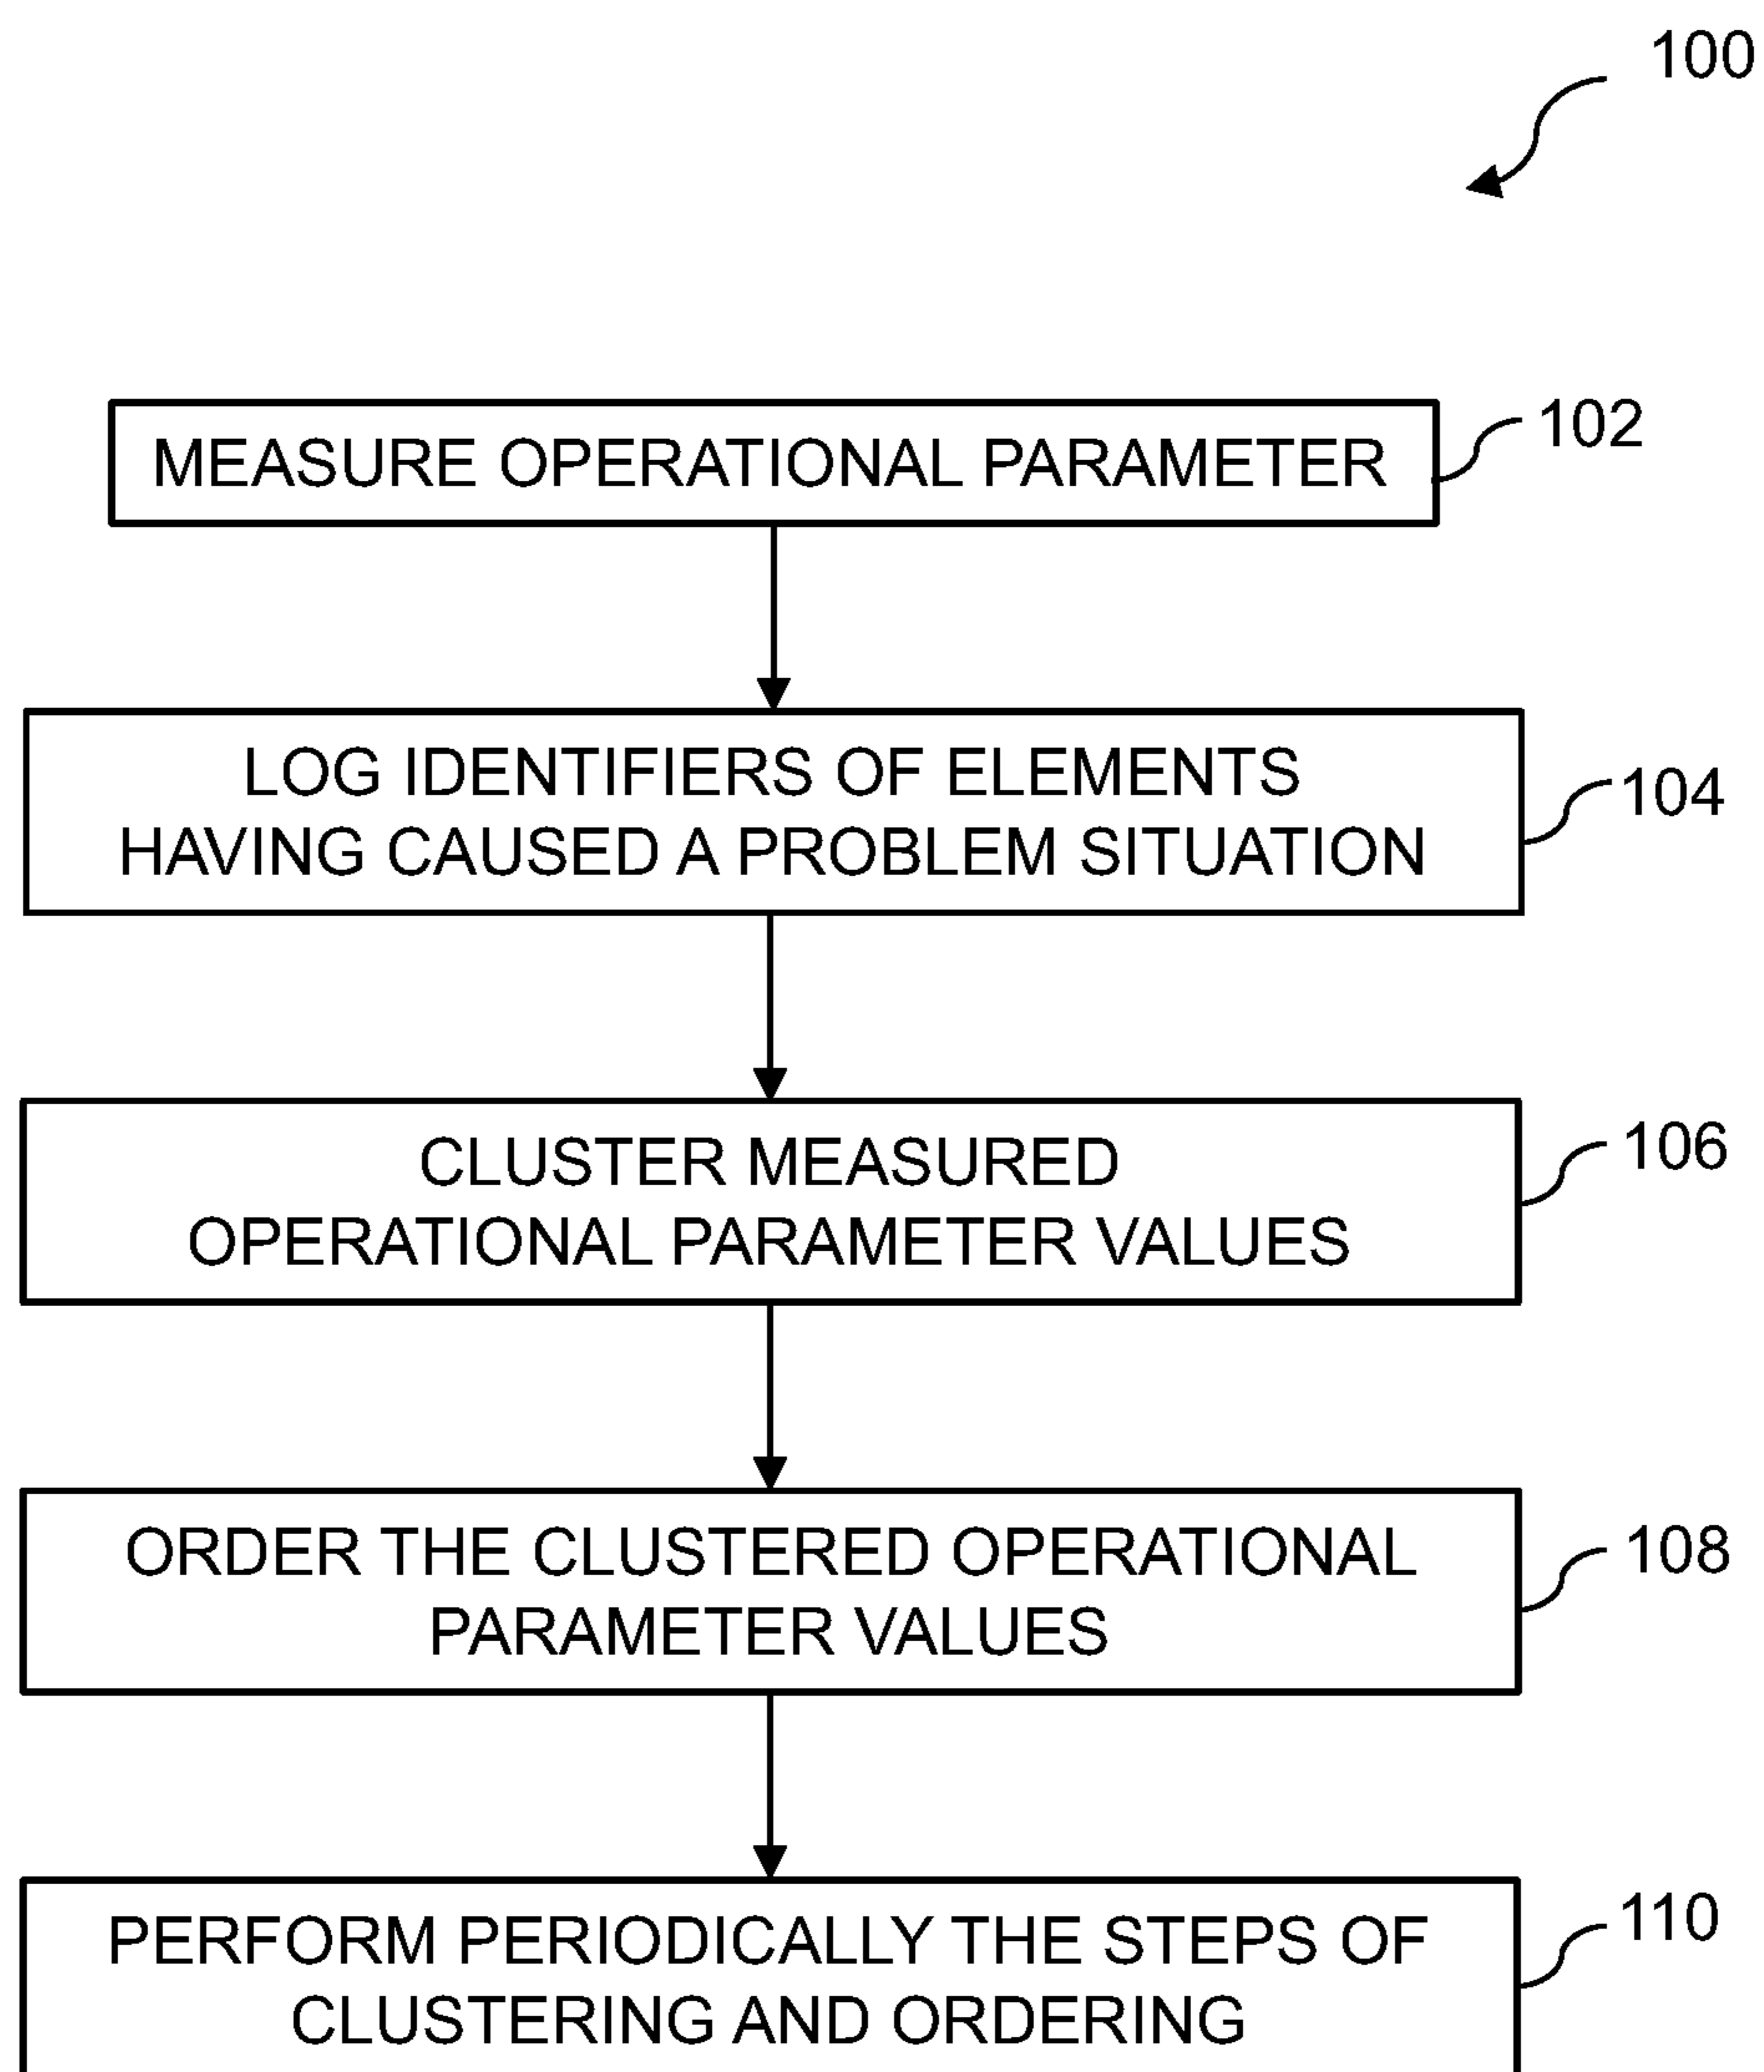 100
MEASURE OPERATIONAL PARAMETER
102
LOG IDENTIFIERS OF ELEMENTS
HAVING CAUSED A PROBLEM SITUATION
104
CLUSTER MEASURED
OPERATIONAL PARAMETER VALUES
106
ORDER THE CLUSTERED OPERATIONAL
PARAMETER VALUES
108
PERFORM PERIODICALLY THE STEPS OF
CLUSTERING AND ORDERING
110